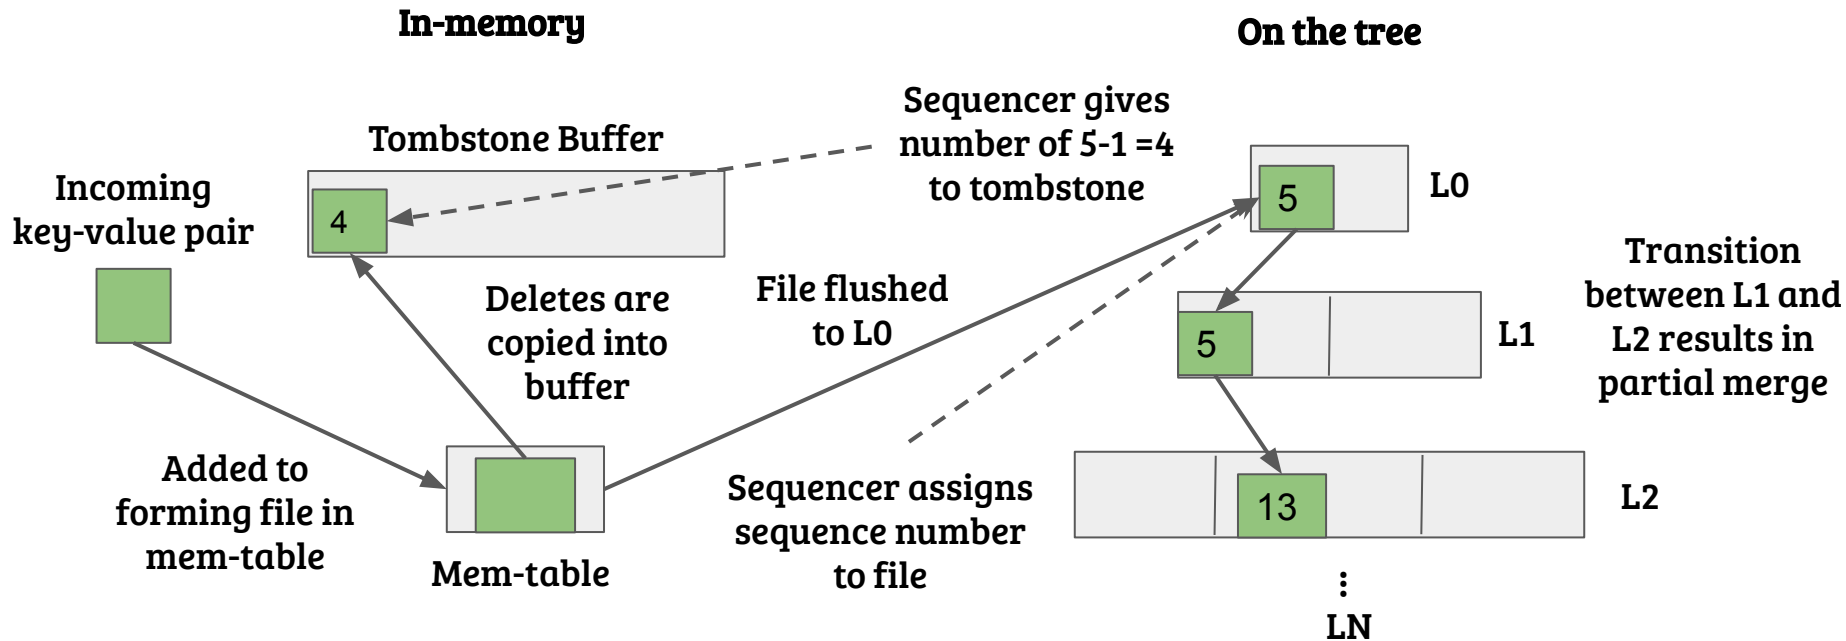 In-memory
On the tree
Sequencer gives
number of 5-1 =4
to tombstone
Tombstone Buffer
Incoming
key-value pair
4
5
L0
Deletes are
copied into
buffer
File flushed
to L0
Transition
between L1 and
L2 results in
partial merge
5
L1
Added to
forming file in
mem-table
Mem-table
Sequencer assigns
sequence number
to file
13
L2
⋮
LN